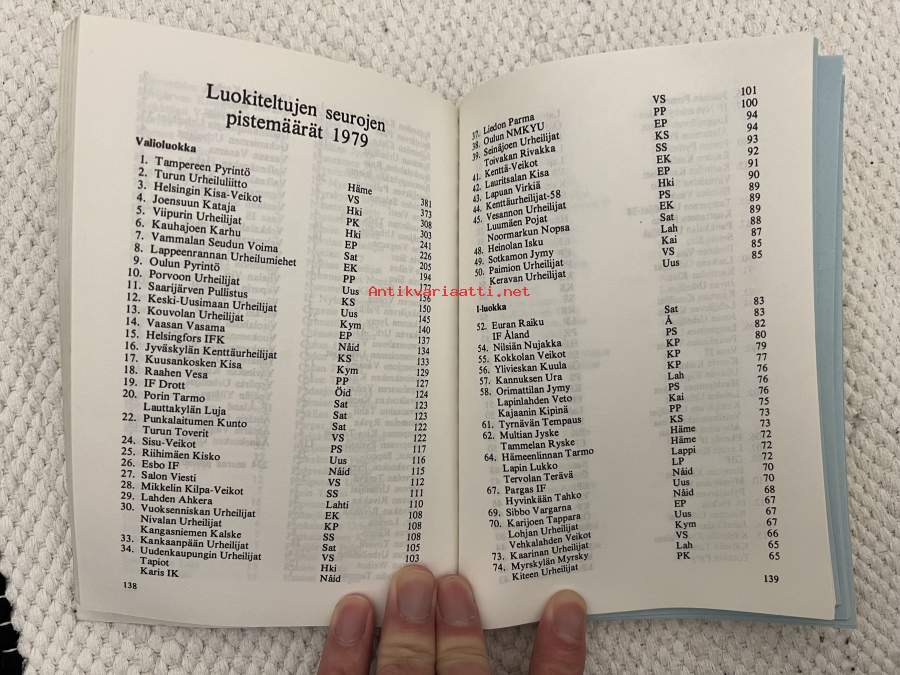 Luokiteltujen seurojen
pistemäärät 1979
Valioluokka
1. Tampereen Pyrintö Häme 381
2. Turun Urheiluliitto VS 373
3. Helsingin Kisa-Veikot Hki 308
4. Joensuun Kataja PK 303
5. Viipurin Urheilijat Hki 241
6. Kauhajoen Karhu EP 226
7. Vammalan Seudun Voima Sat 205
8. Lappeenrannan Urheilumiehet EK 194
9. Oulun Pyrintö PP 172
10. Porvoon Urheilijat Uus 156
11. Saarijärven Pullistus KS 150
12. Keski-Uusimaan Urheilijat Uus 145
13. Kouvolan Urheilijat Kym 140
14. Vaasan Vasama EP 137
15. Helsingfors IFK Nåid 134
16. Jyväskylän Kenttäurheilijat KS 133
17. Kuusankosken Kisa Kym 129
18. Raahen Vesa PP 127
19. IF Drott Öid 124
20. Porin Tarmo Sat 123
Lauttakylän Luja Sat 123
22. Punkalaitumen Kunto Sat 122
Turun Toverit VS 122
24. Sisu-Veikot PS 117
25. Riihimäen Kisko Uus 116
26. Esbo IF Nåid 115
27. Salon Viesti VS 112
28. Mikkelin Kilpa-Veikot SS 111
29. Lahden Ahkera Lahti 110
30. Vuoksenniskan Urheilijat EK 108
Nivalan Urheilijat KP 108
Kangasniemen Kalske SS 108
33. Kankaanpään Urheilijat Sat 105
34. Uudenkaupungin Urheilijat VS 103
Tapiot Hki
Karis IK Nåid
138
37. Liedon Parma VS 101
38. Oulun NMKYU PP 100
39. Seinäjoen Urheilijat EP 94
Toivakan Rivakka KS 94
41. Kenttä-Veikot SS 93
42. Lauritsalan Kisa EK 92
43. Lapuan Virkiä EP 91
44. Kenttäurheilijat-58 Hki 90
45. Vesannon Urheilijat PS 89
Luumäen Pojat EK 89
Noormarkun Nopsa Sat 89
48. Heinolan Isku Lah 88
49. Sotkamon Jymy Kai 87
50. Paimion Urheilijat VS 85
Keravan Urheilijat Uus 85
I-luokka
52. Euran Raiku Sat 83
IF Åland Å 83
54. Nilsiän Nujakka PS 82
55. Kokkolan Veikot KP 80
56. Ylivieskan Kuula KP 79
57. Kannuksen Ura KP 77
58. Orimattilan Jymy Lah 76
Lapinlahden Veto PS 76
Kajaanin Kipinä Kai 76
61. Tyrnävän Tempaus PP 75
62. Multian Jyske KS 73
Tammelan Ryske Häme 73
64. Hämeenlinnan Tarmo Häme 72
Lapin Lukko Lappi 72
Tervolan Terävä LP 72
67. Pargas IF Nåid 70
Hyvinkään Tahko Uus 70
69. Sibbo Vargarna Nåid 68
70. Karijoen Tappara EP 67
Lohjan Urheilijat Uus 67
Vehkalahden Veikot Kym 67
73. Kaarinan Urheilijat VS 66
74. Myrskylän Myrsky Lah 65
Kiteen Urheilijat PK 65
139
Antikvariaatti.net